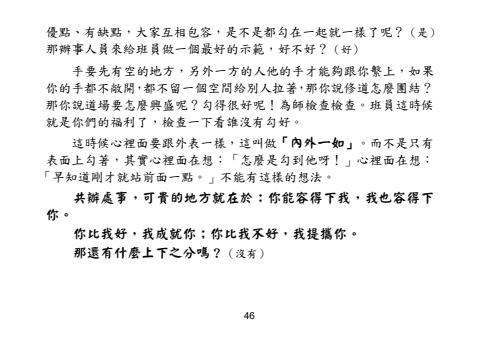 優點、有缺點，大家互相包容，是不是都勾在一起就一樣了呢？（是）
那辦事人員來給班員做一個最好的示範，好不好？（好）
手要先有空的地方，另外一方的人他的手才能夠跟你繫上，如果
你的手都不敞開，都不留一個空間給別人拉著，那你說修道怎麼團結？
那你說道場要怎麼興盛呢？勾得很好呢！為師檢查檢查。班員這時候
就是你們的福利了，檢查一下看誰沒有勾好。
這時候心裡面要跟外表一樣，這叫做「內外一如」。而不是只有
表面上勾著，其實心裡面在想：「怎麼是勾到他呀！」心裡面在想：
「早知道剛才就站前面一點。」不能有這樣的想法。
共辦處事，可貴的地方就在於：你能容得下我，我也容得下
你。
你比我好，我成就你；你比我不好，我提攜你。
那還有什麼上下之分嗎？（沒有）
46